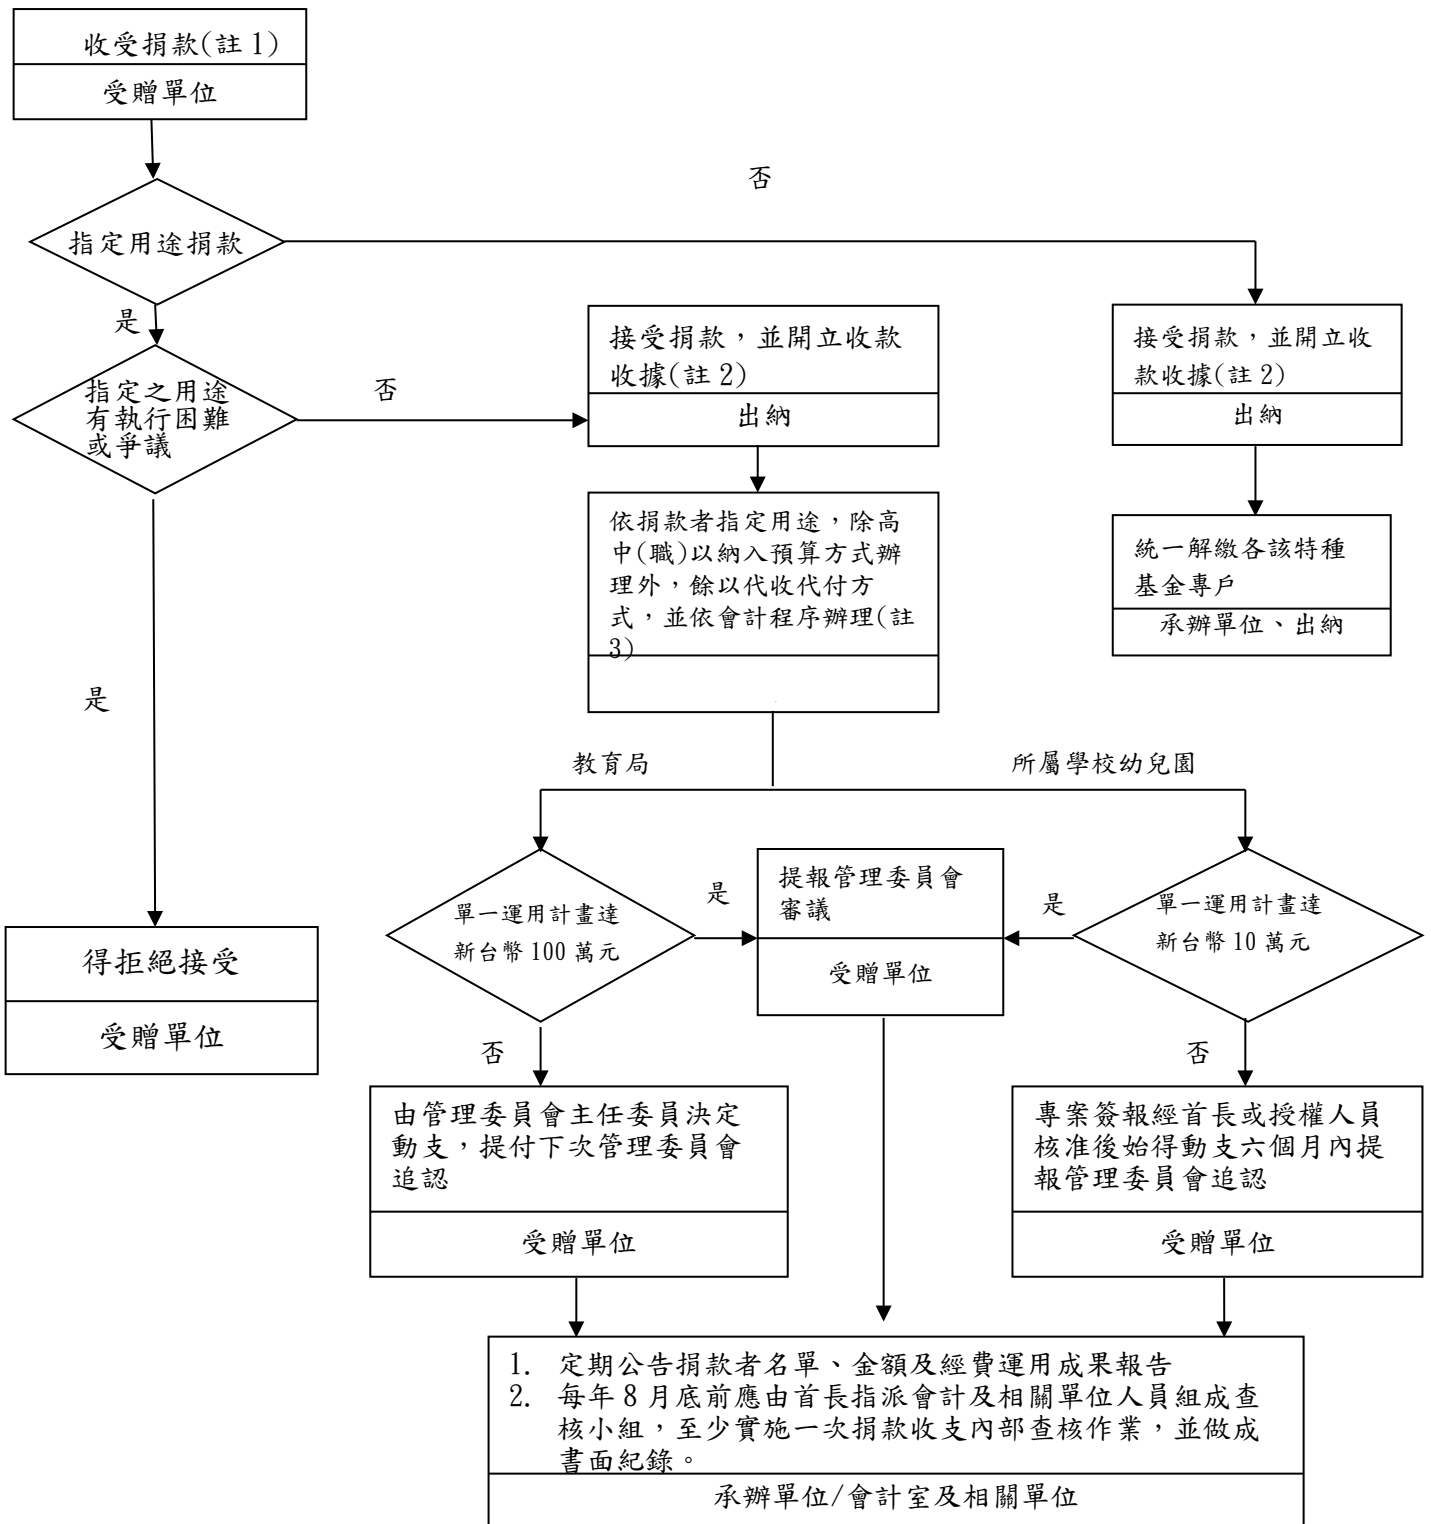 收受捐款(註 1)
受贈單位
否
指定用途捐款
是
指定之用途
有執行困難
或爭議
否
接受捐款，並開立收款
收據(註 2)
出納
接受捐款，並開立收
款收據(註 2)
出納
依捐款者指定用途，除高
中(職)以納入預算方式辦
理外，餘以代收代付方
式，並依會計程序辦理(註
3)
統一解繳各該特種
基金專戶
承辦單位、出納
是
教育局
所屬學校幼兒園
單一運用計畫達
新台幣 100 萬元
是
提報管理委員會
審議
受贈單位
是
單一運用計畫達
新台幣 10 萬元
得拒絕接受
受贈單位
否
否
由管理委員會主任委員決定
動支，提付下次管理委員會
追認
受贈單位
專案簽報經首長或授權人員
核准後始得動支六個月內提
報管理委員會追認
受贈單位
1. 定期公告捐款者名單、金額及經費運用成果報告
2. 每年 8 月底前應由首長指派會計及相關單位人員組成查
核小組，至少實施一次捐款收支內部查核作業，並做成
書面紀錄。
承辦單位/會計室及相關單位